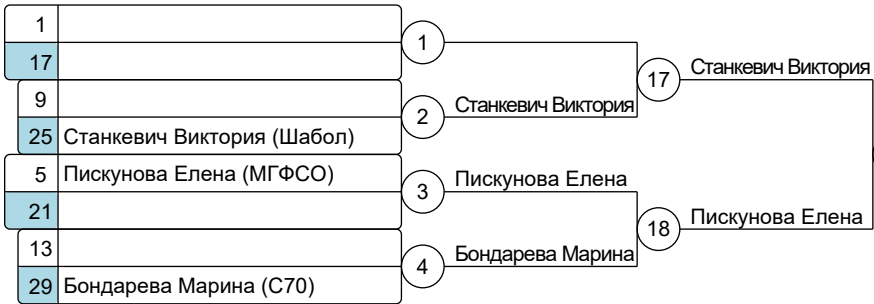 1
17
9
25 Станкевич Виктория (Шабол)
5 Пискунова Елена (МГФСО)
21
13
29 Бондарева Марина (С70)
1
2 Станкевич Виктория
3 Пискунова Елена
4 Бондарева Марина
17 Станкевич Виктория
18 Пискунова Елена